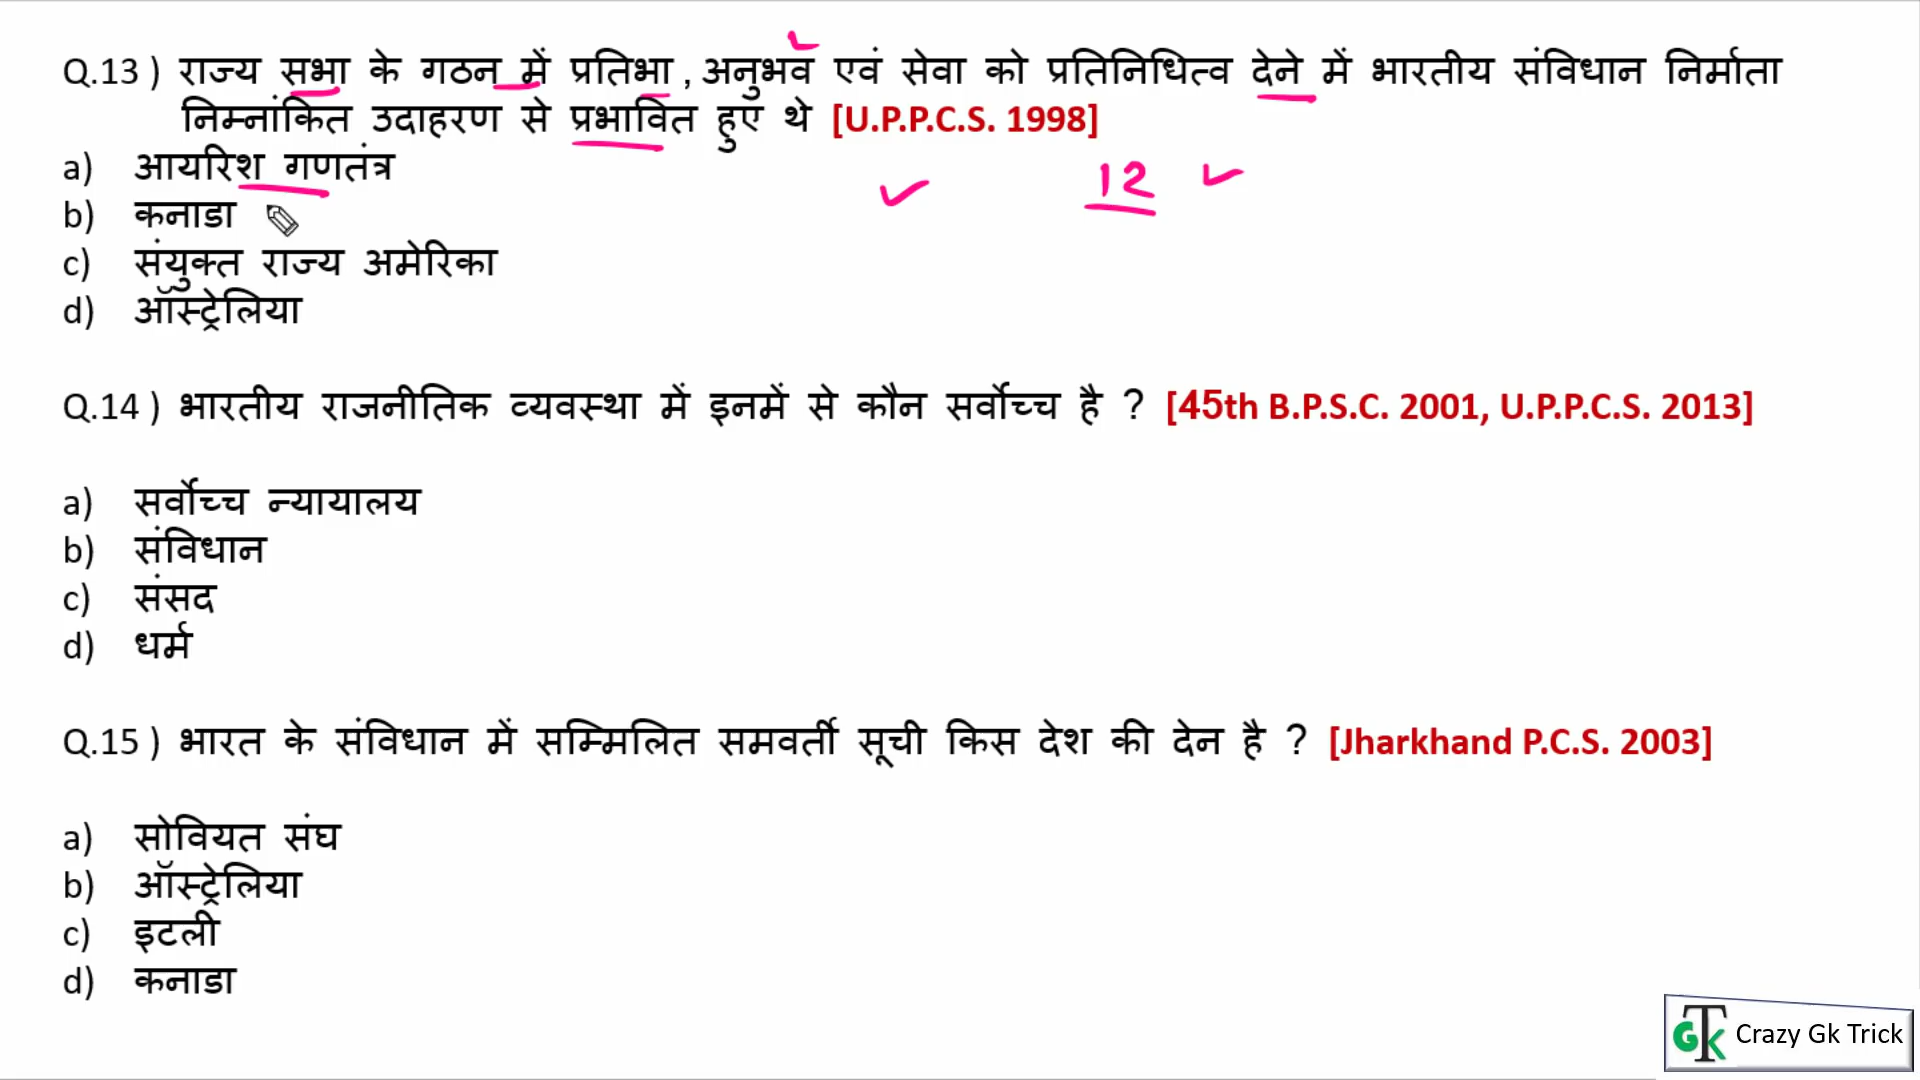 Q.13 ) राज्य सभा के गठन में प्रतिभा , अनुभव एवं सेवा को प्रतिनिधित्व देने में भारतीय संविधान निर्माता
निम्नांकित उदाहरण से प्रभावित हुए थे [U.P.P.C.S. 1998]
a) आयरिश गणतंत्र
12
b) कनाडा
c) संयुक्त राज्य अमेरिका
d) ऑस्ट्रेलिया
Q.14 ) भारतीय राजनीतिक व्यवस्था में इनमें से कौन सर्वोच्च है ? [45th B.P.S.C. 2001, U.P.P.C.S. 2013]
a) सर्वोच्च न्यायालय
b) संविधान
c) संसद
d) धर्म
Q.15 ) भारत के संविधान में सम्मिलित समवर्ती सूची किस देश की देन है ? [Jharkhand P.C.S. 2003]
a) सोवियत संघ
b) ऑस्ट्रेलिया
c) इटली
d) कनाडा
GTk Crazy Gk Trick